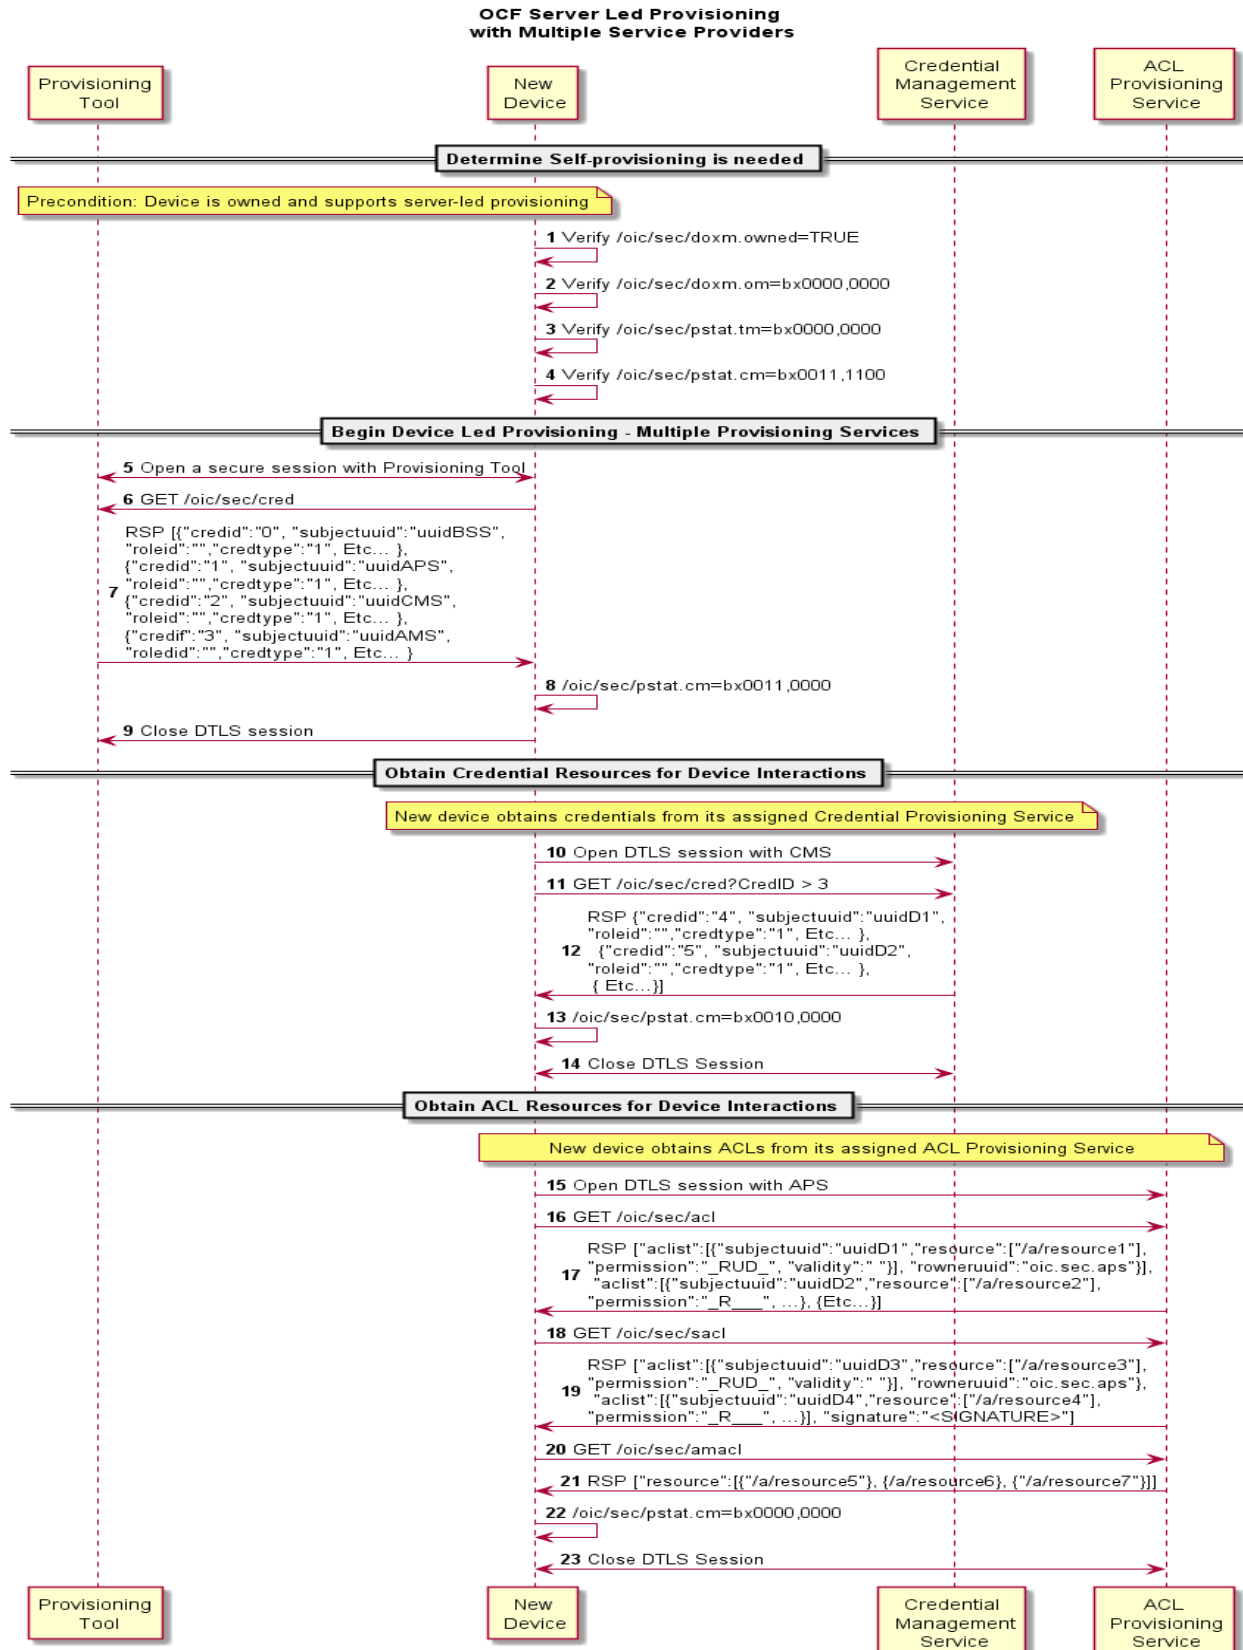 OCF Server Led Provisioning
with Multiple Service Providers
Provisioning
Tool
New
Device
Credential
Management
Service
ACL
Provisioning
Service
Determine Self-provisioning is needed
Precondition: Device is owned and supports server-led provisioning
1 Verify /oic/sec/doxm.owned=TRUE
2 Verify /oic/sec/doxm.om=bx0000,0000
3 Verify /oic/sec/pstat.tm=bx0000,0000
4 Verify /oic/sec/pstat.cm=bx0011,1100
Begin Device Led Provisioning - Multiple Provisioning Services
5 Open a secure session with Provisioning Tool
6 GET /oic/sec/cred
RSP [{"credid":"0", "subjectuuid":"uuidBSS",
"roleid":"","credtype":"1", Etc... },
{"credid":"1", "subjectuuid":"uuidAPS",
"roleid":"","credtype":"1", Etc... },
7 {"credid":"2", "subjectuuid":"uuidCMS",
"roleid":"","credtype":"1", Etc... },
{"credif":"3", "subjectuuid":"uuidAMS",
"roledid":"","credtype":"1", Etc... }
8 /oic/sec/pstat.cm=bx0011,0000
9 Close DTLS session
Obtain Credential Resources for Device Interactions
New device obtains credentials from its assigned Credential Provisioning Service
10 Open DTLS session with CMS
11 GET /oic/sec/cred?CredID > 3
RSP {"credid":"4", "subjectuuid":"uuidD1",
"roleid":"","credtype":"1", Etc... },
12 {"credid":"5", "subjectuuid":"uuidD2",
"roleid":"","credtype":"1", Etc... },
{ Etc...}]
13 /oic/sec/pstat.cm=bx0010,0000
14 Close DTLS Session
Obtain ACL Resources for Device Interactions
New device obtains ACLs from its assigned ACL Provisioning Service
15 Open DTLS session with APS
16 GET /oic/sec/acl
RSP ["aclist":[{"subjectuuid":"uuidD1","resource":["/a/resource1"],
"permission":"_RUD_", "validity":" "}], "rowneruuid":"oic.sec.aps"}],
17 "aclist":[{"subjectuuid":"uuidD2","resource":["/a/resource2"],
"permission":"_R___", ...}, {Etc...}]
18 GET /oic/sec/sacl
RSP ["aclist":[{"subjectuuid":"uuidD3","resource":["/a/resource3"],
"permission":"_RUD_", "validity":" "}], "rowneruuid":"oic.sec.aps"},
19 "aclist":[{"subjectuuid":"uuidD4","resource":["/a/resource4"],
"permission":"_R___", ...}], "signature":"<SIGNATURE>"]
20 GET /oic/sec/amacl
21 RSP ["resource":[{"/a/resource5"}, {/a/resource6}, {"/a/resource7"}]]
22 /oic/sec/pstat.cm=bx0000,0000
23 Close DTLS Session
Provisioning
Tool
New
Device
Credential
Management
Service
ACL
Provisioning
Service